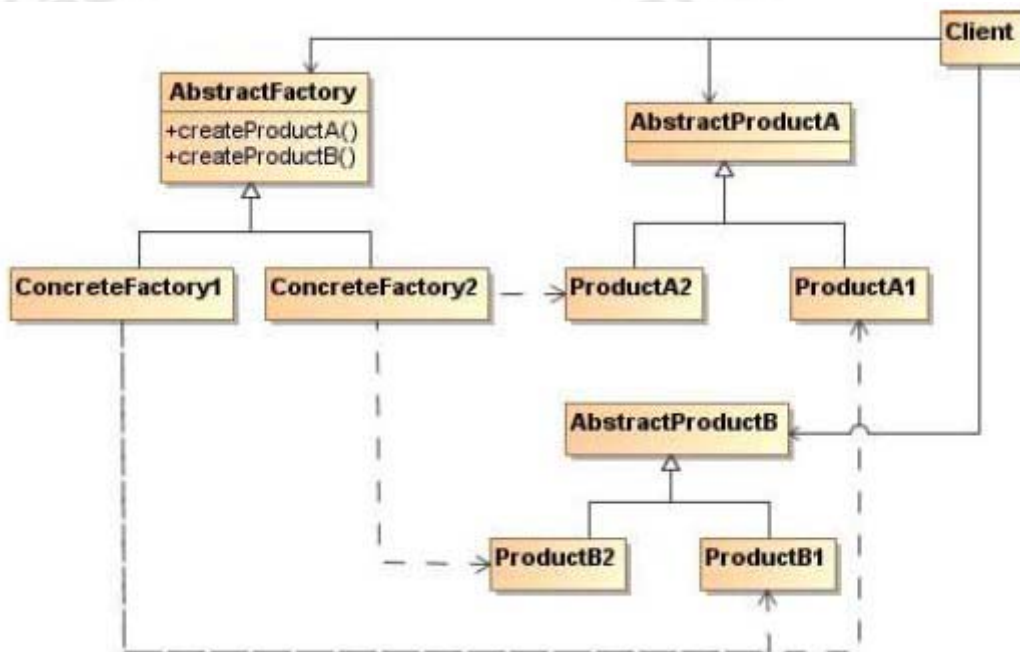 Client
AbstractFactory
+createProductA()
+createProductB()
AbstractProductA
ConcreteFactory1
ConcreteFactory2
ProductA2
ProductA1
AbstractProductB
ProductB2
ProductB1